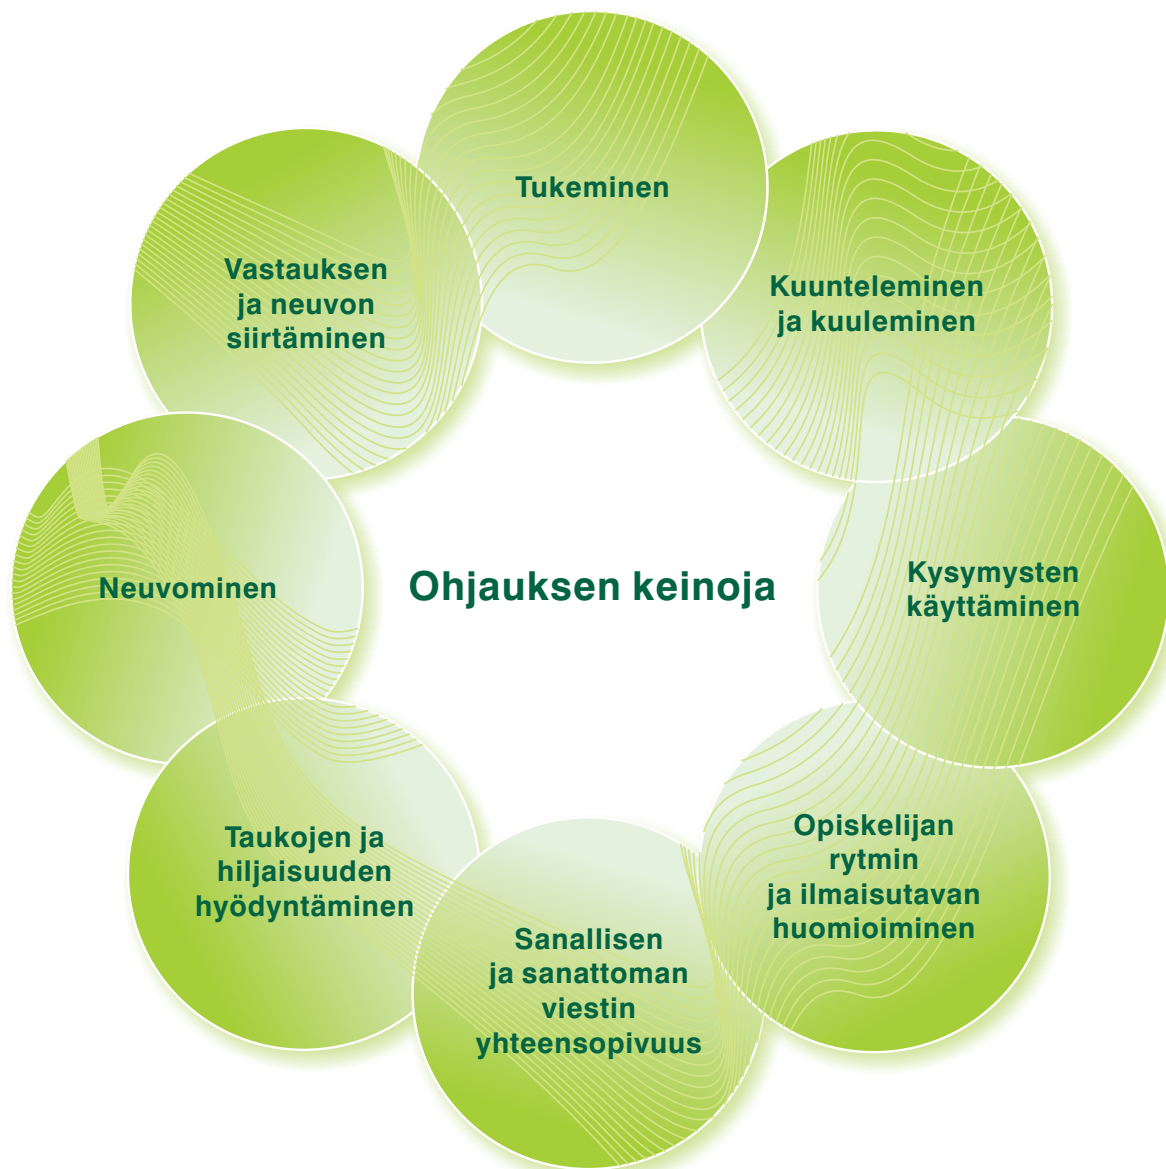 Tukeminen
Kuunteleminen
ja kuuleminen
Kysymysten
käyttäminen
Opiskelijan
rytmin
ja ilmaisutavan
huomioiminen
Sanallisen
ja sanattoman
viestin
yhteensopivuus
Taukojen ja
hiljaisuuden
hyödyntäminen
Neuvominen
Vastauksen
ja neuvon
siirtäminen
Ohjauksen keinoja